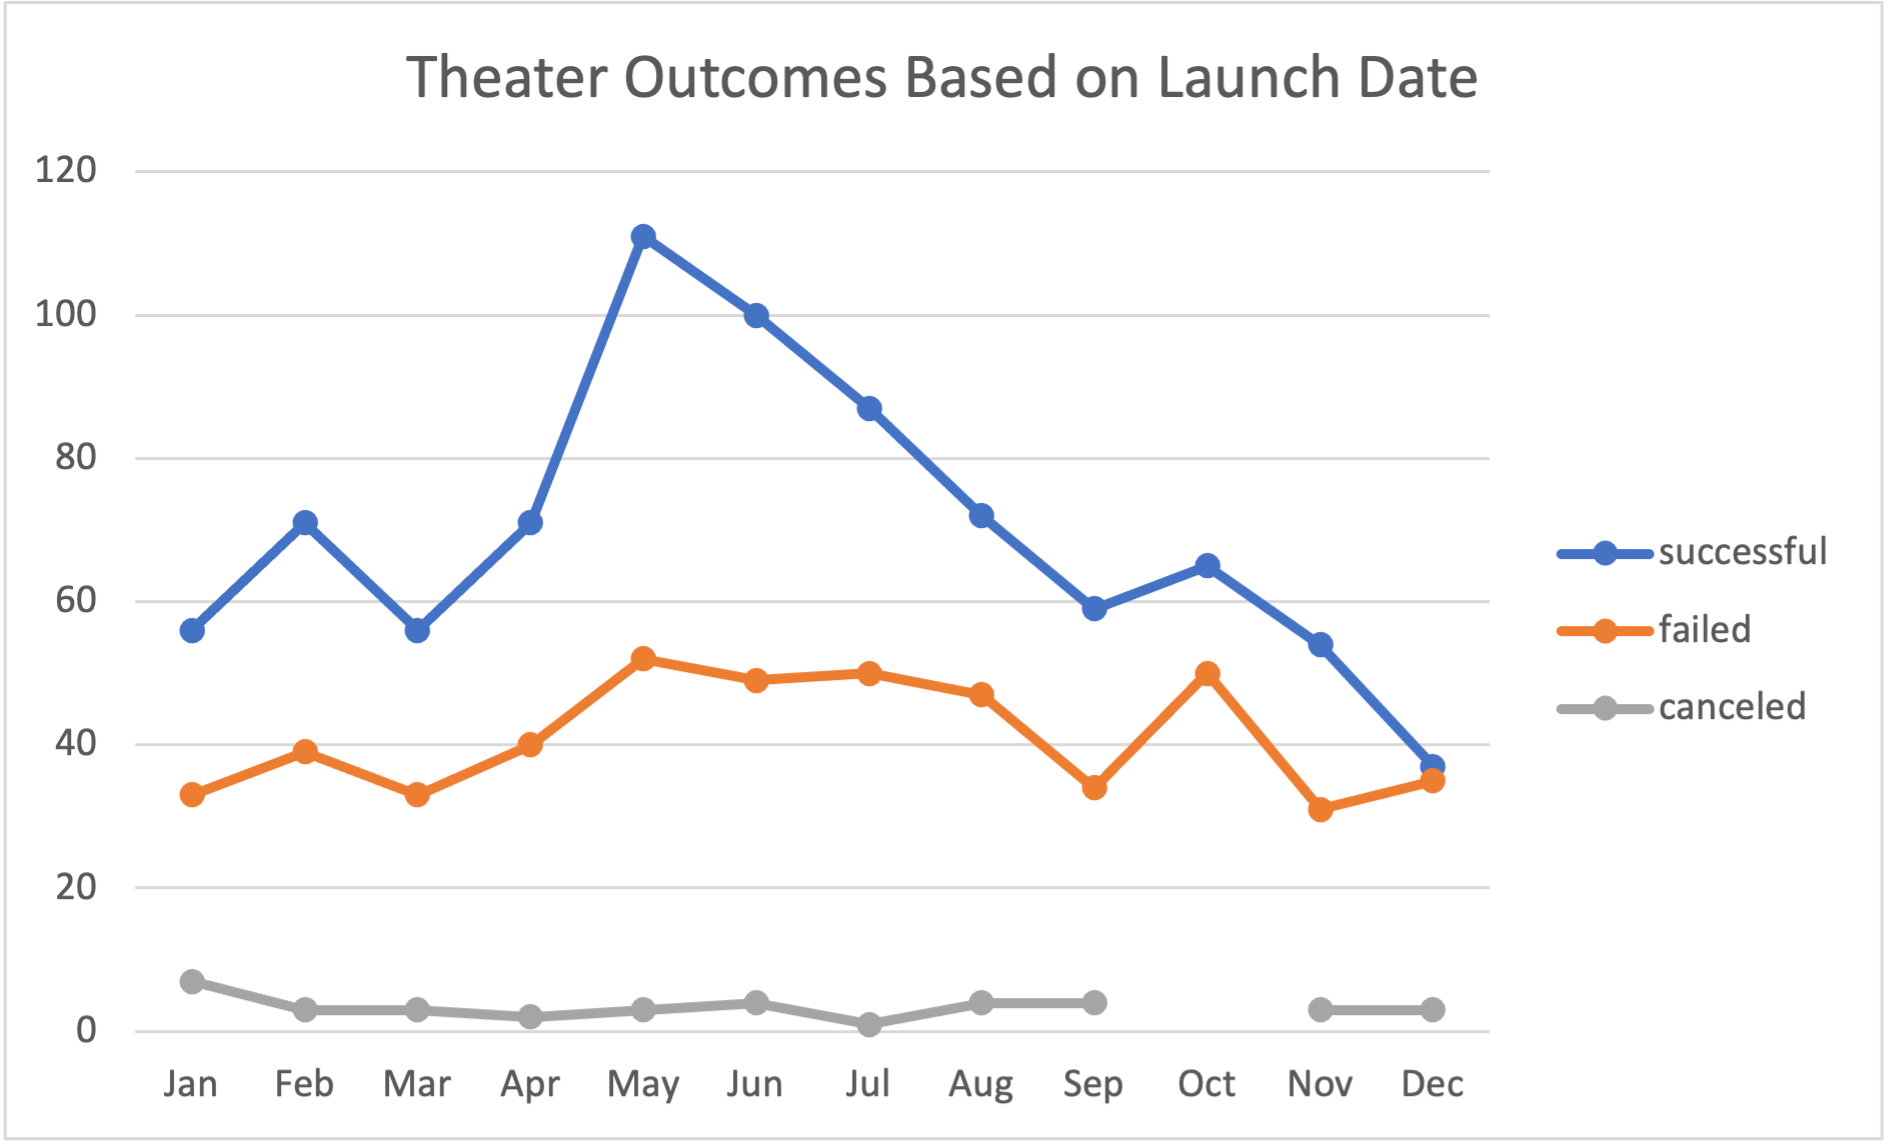 Theater Outcomes Based on Launch Date
120
100
80
60
40
20
0
Jan Feb Mar Apr May Jun Jul Aug Sep Oct Nov Dec
successful
failed
canceled